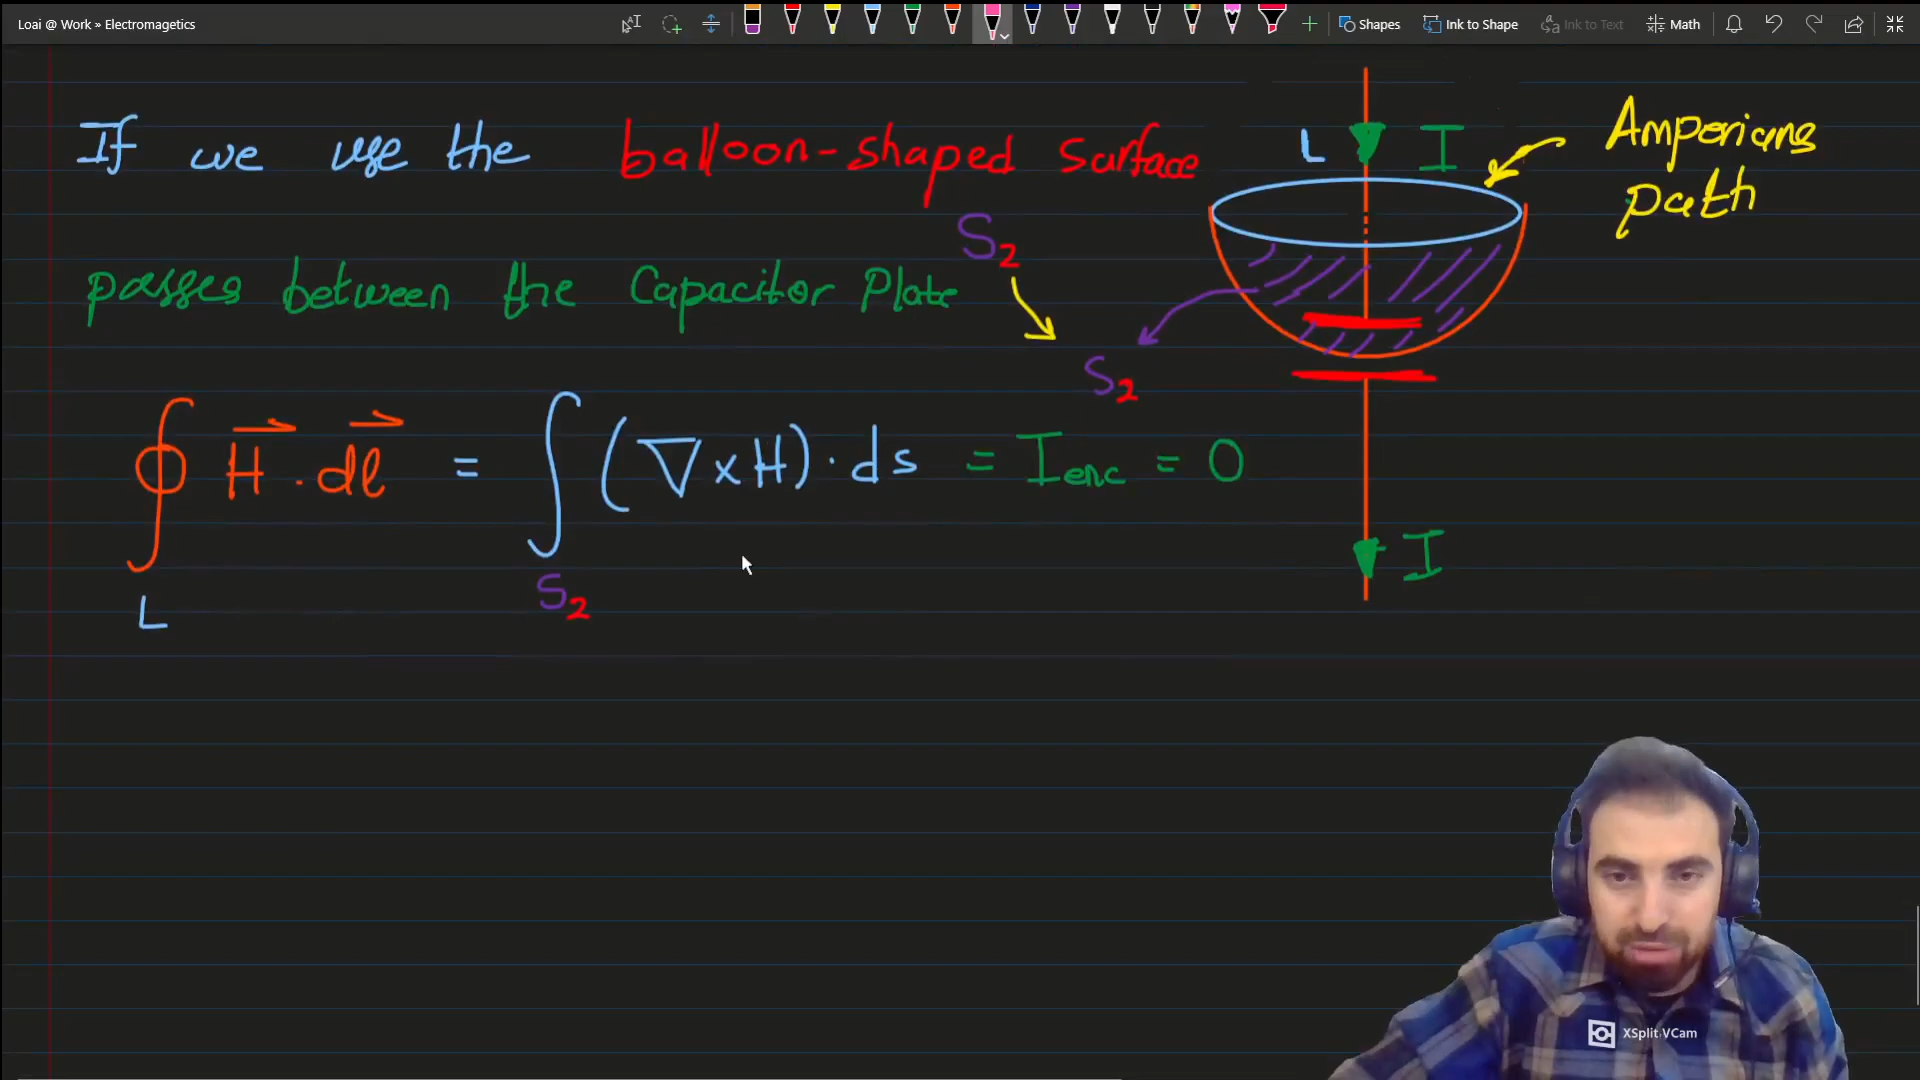 Loai @ Work » Electromagetics
Shapes
Ink to Shape
Ink to Text
Math
If we use the balloon-shaped surface
S2
passes between the Capacitor Plate
∮ H⃗ . dl⃗ = ∫ (∇ x H) · ds = Ienc = 0
L
S2
L
I
Amperians
path
S2
I
XSplit VCam